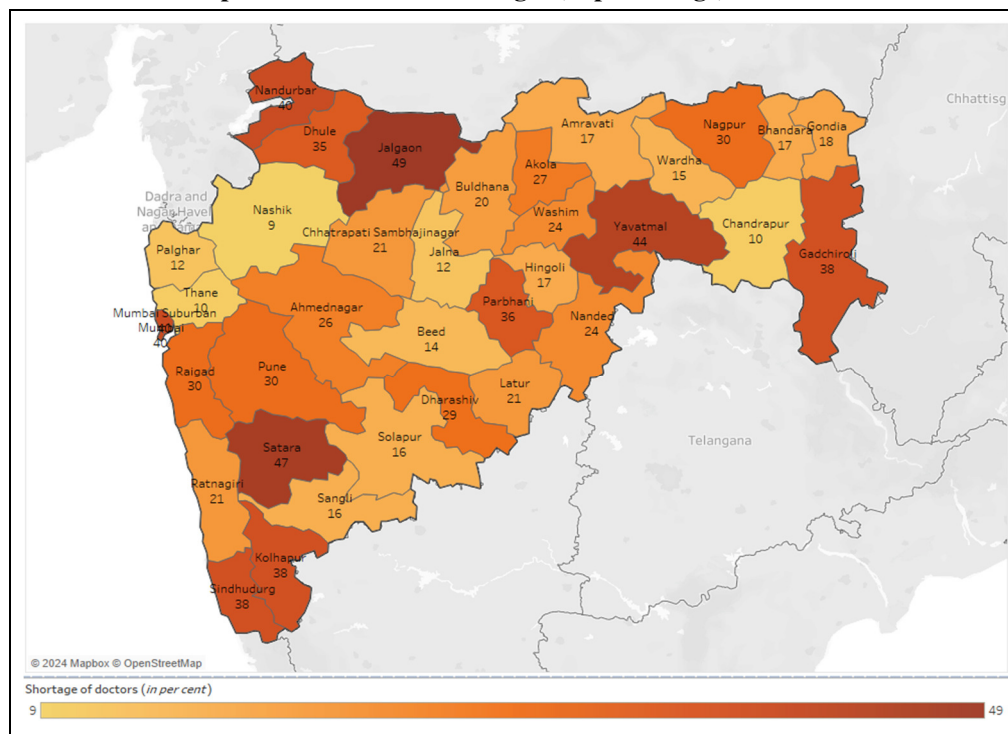 Nandurbar
40
Dhule
35
Jalgaon
49
Amravati
17
Nagpur
30
Bhandara
17
Gondia
18
Chhattisg
Akola
27
Wardha
15
Buldhana
20
Dadra and
Nagar Havel
Nashik
9
Washim
24
Yavatmal
44
Chandrapur
10
Chhatrapati Sambhajinagar
21
Jalna
12
Palghar
12
Hingoli
17
Gadchiroli
38
Thane
10
Mumbai Suburban
Mumbai
40
Ahmednagar
26
Parbhani
36
Nanded
24
Beed
14
Raigad
30
Pune
30
Latur
21
Dharashiv
29
Solapur
16
Telangana
Satara
47
Ratnagiri
21
Sangli
16
Kolhapur
38
Sindhudurg
38
© 2024 Mapbox © OpenStreetMap
Shortage of doctors (in per cent)
9
49